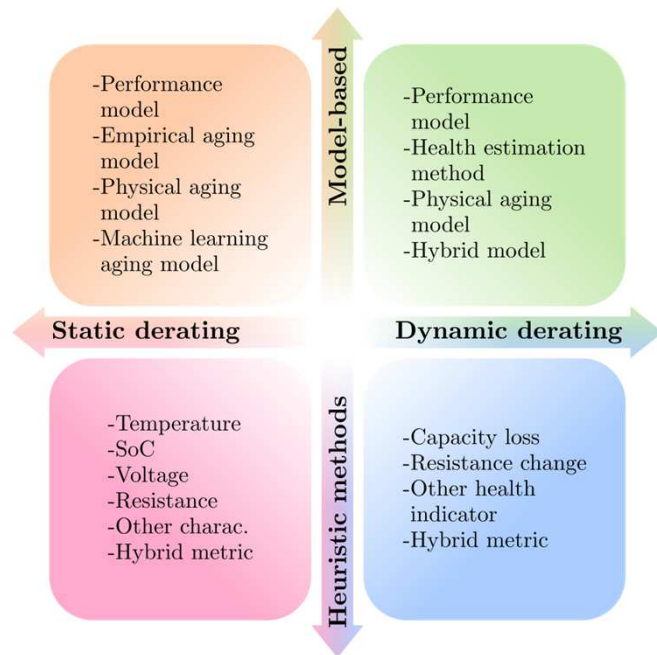 -Performance
model
-Empirical aging
model
-Physical aging
model
-Machine learning
aging model
Model-based
-Performance
model
-Health estimation
method
-Physical aging
model
-Hybrid model
Static derating
Dynamic derating
-Temperature
-SoC
-Voltage
-Resistance
-Other charac.
-Hybrid metric
Heuristic methods
-Capacity loss
-Resistance change
-Other health
indicator
-Hybrid metric